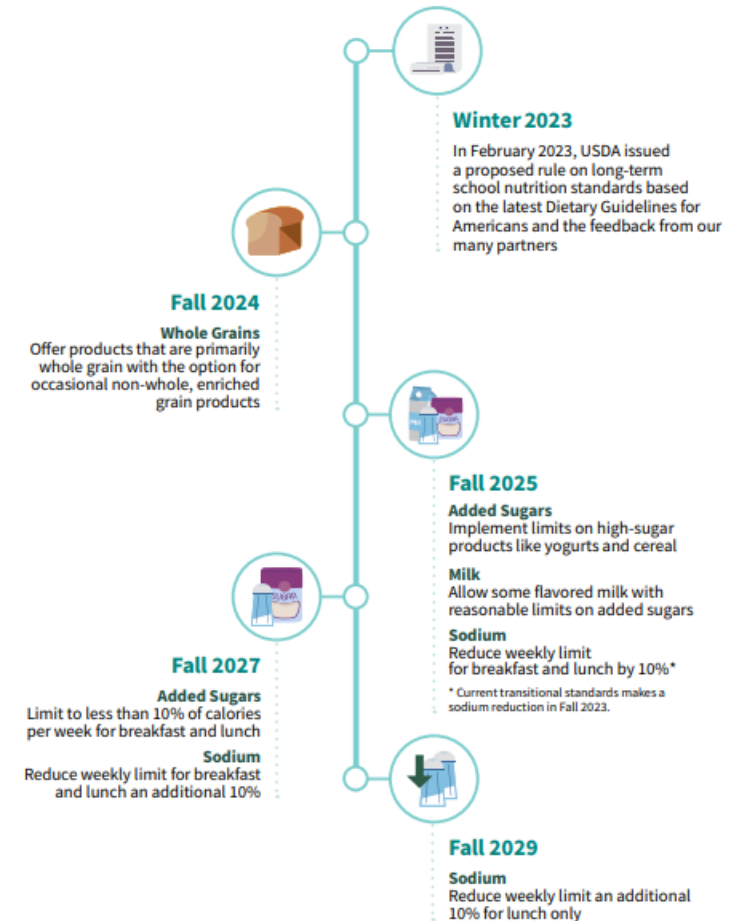 Winter 2023
In February 2023, USDA issued
a proposed rule on long-term
school nutrition standards based
on the latest Dietary Guidelines for
Americans and the feedback from our
many partners
Fall 2024
Whole Grains
Offer products that are primarily
whole grain with the option for
occasional non-whole, enriched
grain products
Fall 2025
Added Sugars
Implement limits on high-sugar
products like yogurts and cereal
Milk
Allow some flavored milk with
reasonable limits on added sugars
Sodium
Reduce weekly limit
for breakfast and lunch by 10%*
* Current transitional standards makes a
sodium reduction in Fall 2023.
Fall 2027
Added Sugars
Limit to less than 10% of calories
per week for breakfast and lunch
Sodium
Reduce weekly limit for breakfast
and lunch an additional 10%
Fall 2029
Sodium
Reduce weekly limit an additional
10% for lunch only